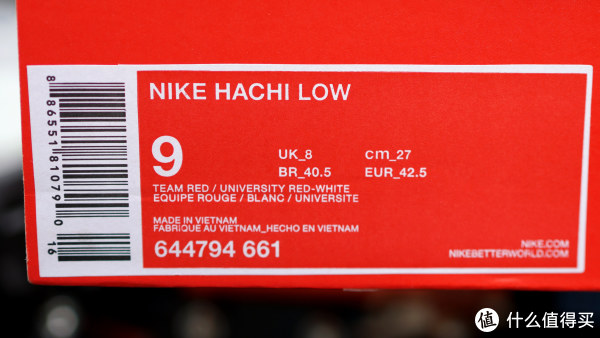 NIKE HACHI LOW
9
UK_8 cm_27
BR_40.5 EUR_42.5
TEAM RED / UNIVERSITY RED-WHITE
EQUIPE ROUGE / BLANC / UNIVERSITE
MADE IN VIETNAM
FABRIQUÉ AU VIETNAM_HECHO EN VIETNAM
644794 661
NIKE.COM
NIKEBETTERWORLD.COM
8 86551 81079 0 16
值 什么值得买